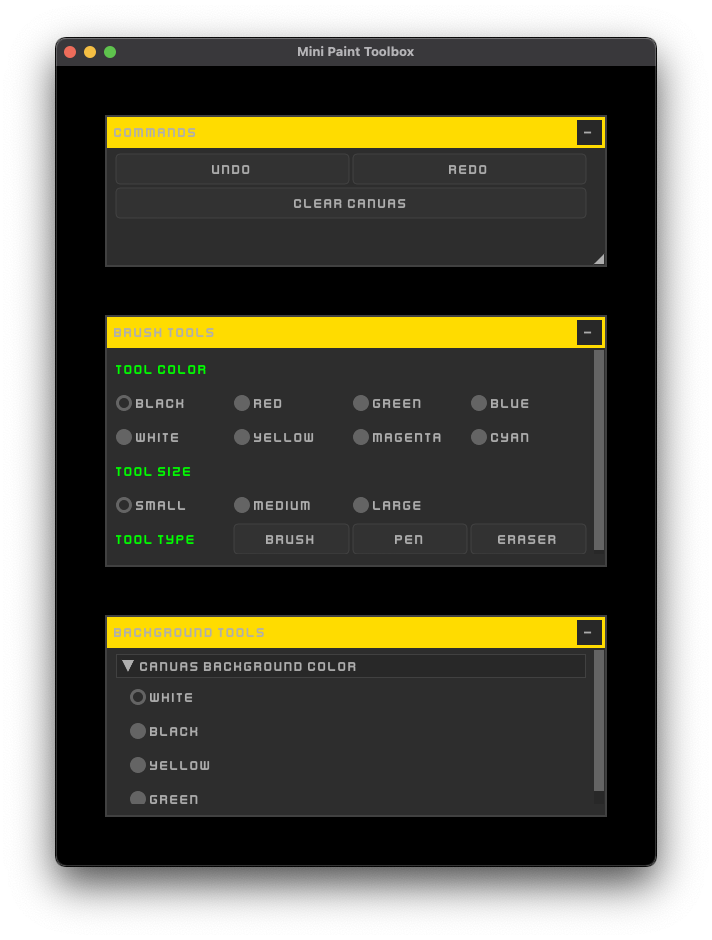 Mini Paint Toolbox
COMMANDS
UNDO REDO
CLEAR CANVAS
BRUSH TOOLS
TOOL COLOR
BLACK RED GREEN BLUE
WHITE YELLOW MAGENTA CYAN
TOOL SIZE
SMALL MEDIUM LARGE
TOOL TYPE BRUSH PEN ERASER
BACKGROUND TOOLS
CANVAS BACKGROUND COLOR
WHITE
BLACK
YELLOW
GREEN